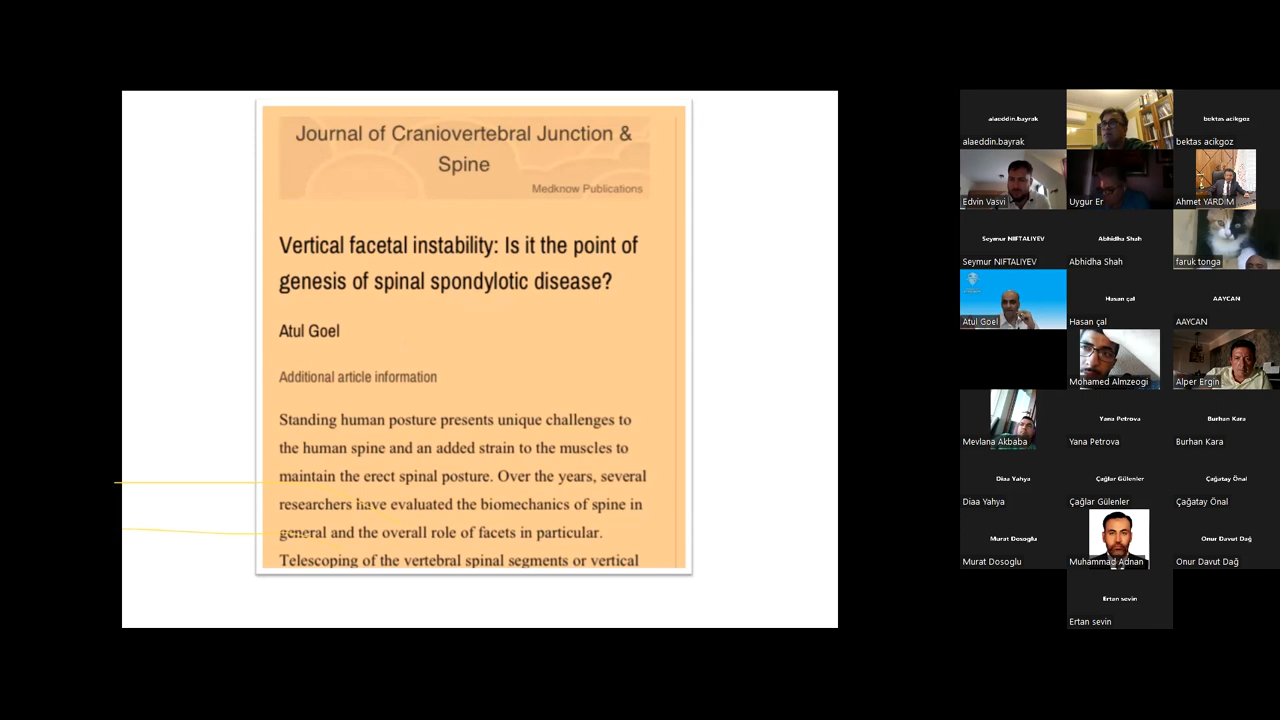 Journal of Craniovertebral Junction &
Spine
Medknow Publications
Vertical facetal instability: Is it the point of
genesis of spinal spondylotic disease?
Atul Goel
Additional article information
Standing human posture presents unique challenges to
the human spine and an added strain to the muscles to
maintain the erect spinal posture. Over the years, several
researchers have evaluated the biomechanics of spine in
general and the overall role of facets in particular.
Telescoping of the vertebral spinal segments or vertical
alaeddin.bayrak
alaeddin.bayrak
bektas acikgoz
bektas acikgoz
Edvin Vasvi
Uygur Er
Ahmet YARDIM
Seymur NIFTALIYEV
Seymur NIFTALIYEV
Abhidha Shah
Abhidha Shah
faruk tonga
Atul Goel
Hasan çal
Hasan çal
AAYCAN
AAYCAN
Mohamed Almzeogi
Alper Ergin
Mevlana Akbaba
Yana Petrova
Yana Petrova
Burhan Kara
Burhan Kara
Diaa Yahya
Diaa Yahya
Çağlar Gülenler
Çağlar Gülenler
Çağatay Önal
Çağatay Önal
Murat Dosoglu
Murat Dosoglu
Muhammad Adnan
Onur Davut Dağ
Onur Davut Dağ
Ertan sevin
Ertan sevin